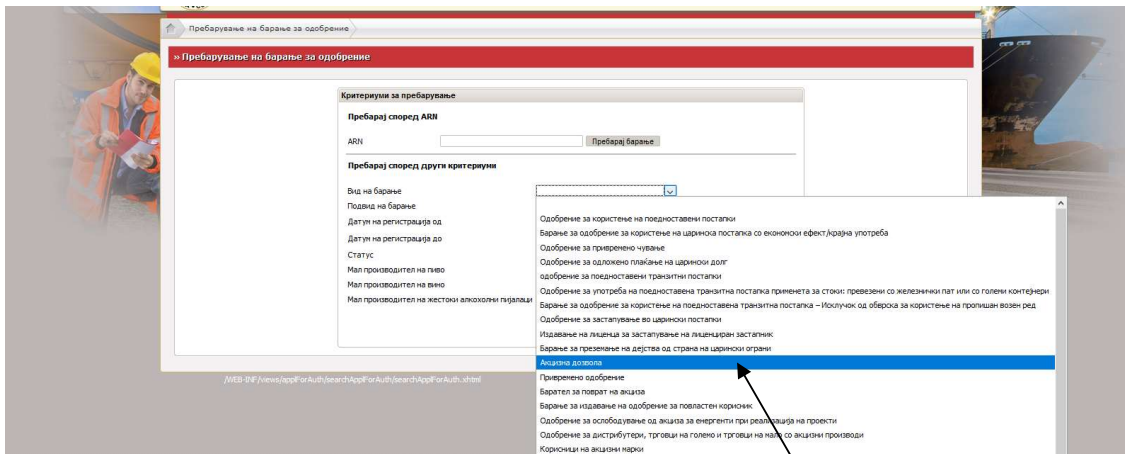 Пребарување на барање за одобрение
» Пребарување на барање за одобрение
Критериуми за пребарување
Пребарај според ARN
ARN
Пребарај барање
Пребарај според други критериуми
Вид на барање
Подвид на барање
Датум на регистрација од
Датум на регистрација до
Статус
Мал производител на пиво
Мал производител на вино
Мал производител на жестоки алкохолни пијалаци
Одобрение за користење на поедноставени постапки
Барање за одобрение за користење на царинска постапка со економски ефект/крајна употреба
Одобрение за привремено чување
Одобрение за одложено плаќање на царински долг
одобрение за поедноставени транзитни постапки
Одобрение за употреба на поедноставена транзитна постапка применета за стоки: превезени со железнички пат или со големи контејнери
Барање за одобрение за користење на поедноставена транзитна постапка – Исклучок од обврска за користење на пропишан возен ред
Одобрение за застапување во царински постапки
Издавање на лиценца за застапување на лиценциран застапник
Барање за преземање на дејства од страна на царински ограни
Акцизна дозвола
Привремено одобрение
Барател за поврат на акциза
Барање за издавање на одобрение за повластен корисник
Одобрение за ослободување од акциза за енергенти при реализација на проекти
Одобрение за дистрибутери, трговци на големо и трговци на мало со акцизни производи
Корисници на акцизни марки
/WEB-INF/views/applForAuth/searchApplForAuth/searchApplForAuth.xhtml